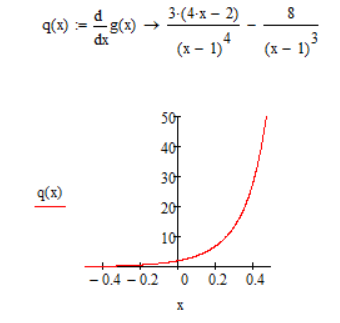 q(x) := d/dx g(x) → 3·(4·x − 2)/(x − 1)^4 − 8/(x − 1)^3
50
40
30
q(x)
20
10
−0.4 −0.2 0 0.2 0.4
x